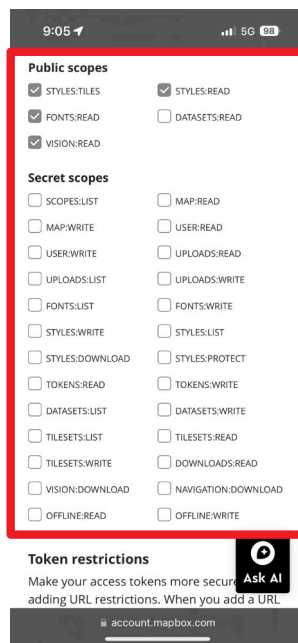 9:05
5G 98
Public scopes
STYLES:TILES STYLES:READ
FONTS:READ DATASETS:READ
VISION:READ
Secret scopes
SCOPES:LIST MAP:READ
MAP:WRITE USER:READ
USER:WRITE UPLOADS:READ
UPLOADS:LIST UPLOADS:WRITE
FONTS:LIST FONTS:WRITE
STYLES:WRITE STYLES:LIST
STYLES:DOWNLOAD STYLES:PROTECT
TOKENS:READ TOKENS:WRITE
DATASETS:LIST DATASETS:WRITE
TILESETS:LIST TILESETS:READ
TILESETS:WRITE DOWNLOADS:READ
VISION:DOWNLOAD NAVIGATION:DOWNLOAD
OFFLINE:READ OFFLINE:WRITE
Token restrictions
Make your access tokens more secure
Ask AI
adding URL restrictions. When you add a URL
account.mapbox.com